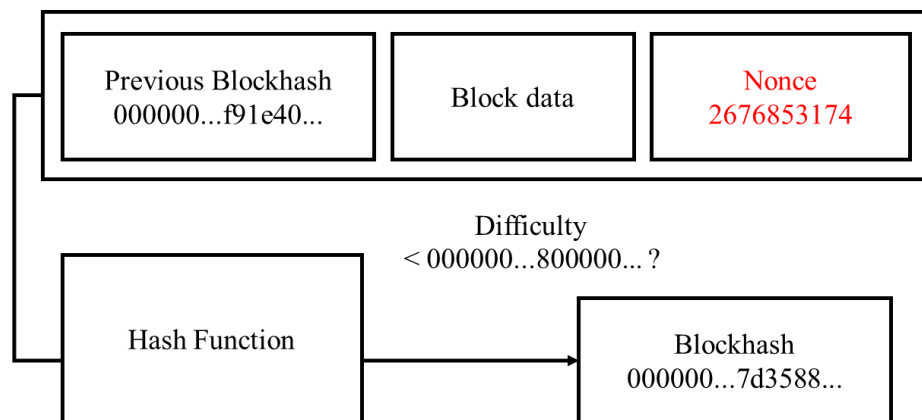 Previous Blockhash
000000...f91e40...
Block data
Nonce
2676853174
Difficulty
< 000000...800000... ?
Hash Function
Blockhash
000000...7d3588...